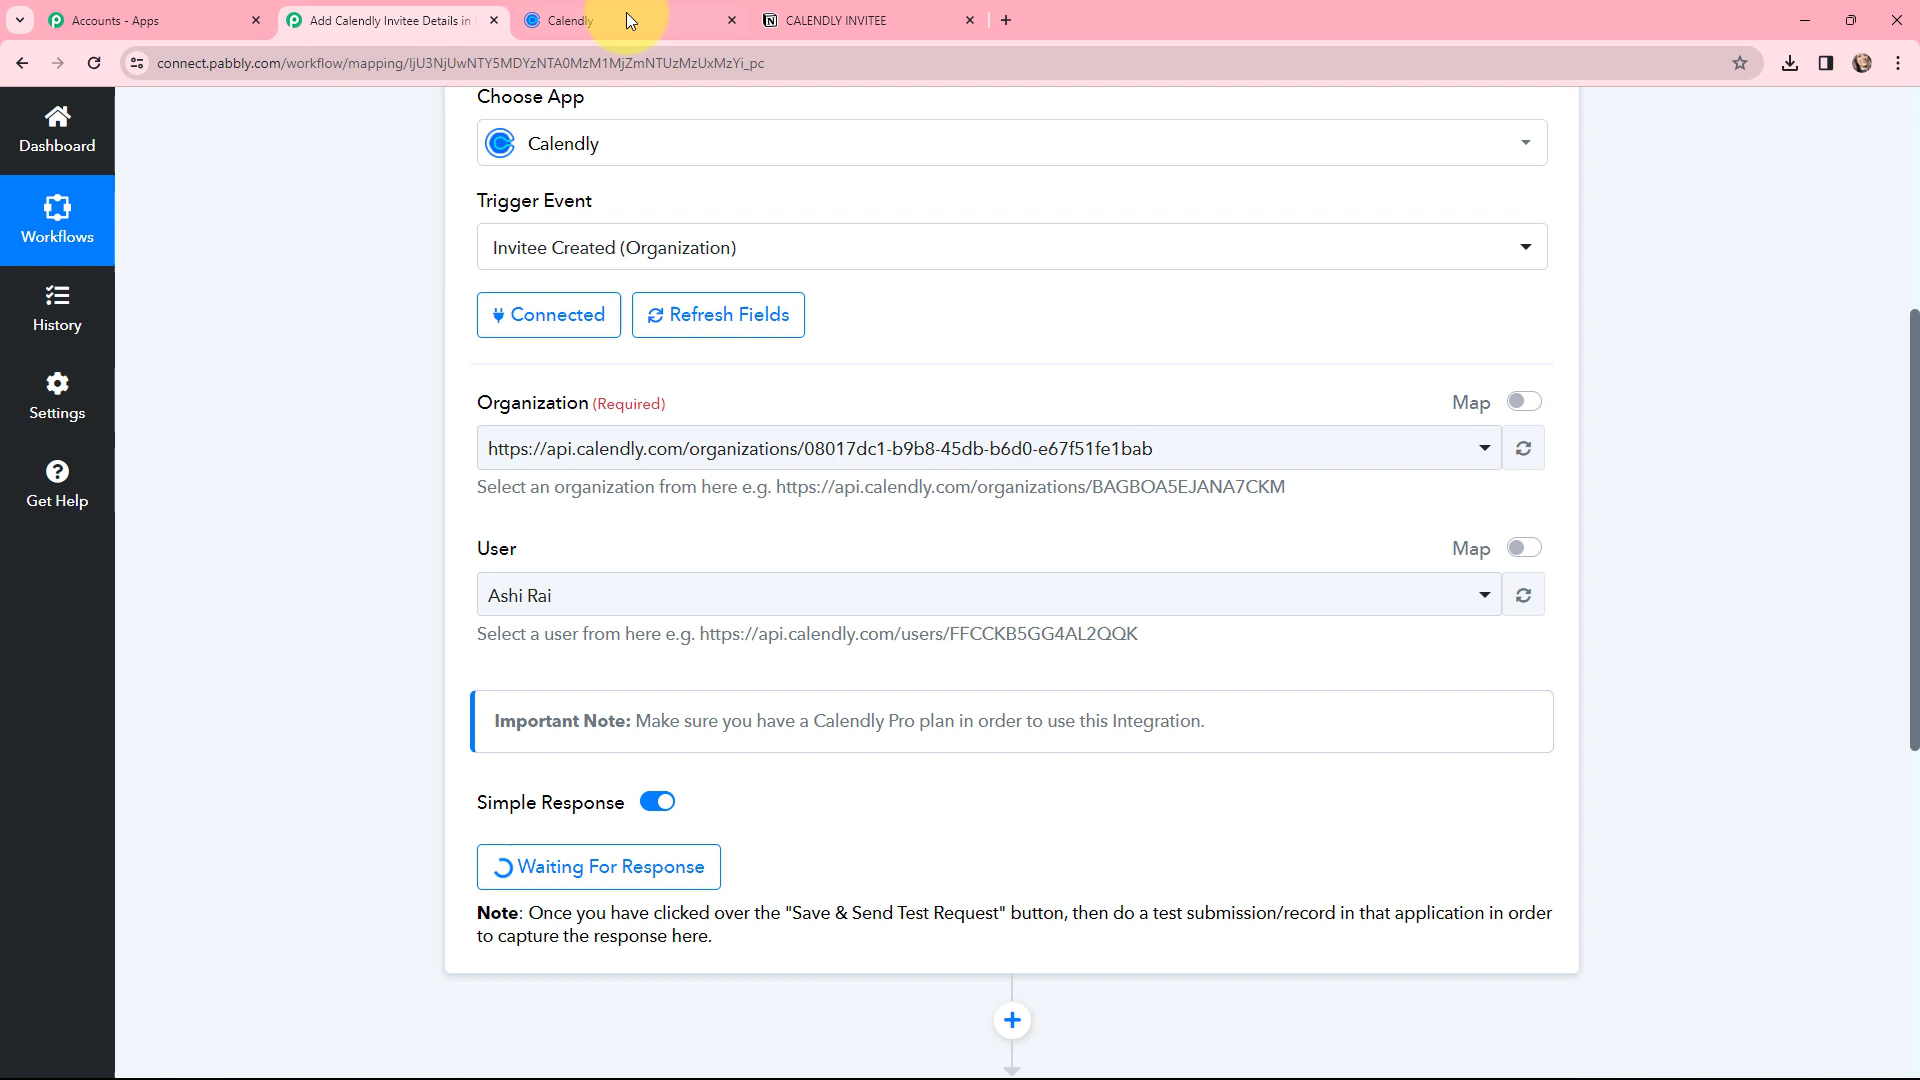 Accounts - Apps
Add Calendly Invitee Details in
Calendly
CALENDLY INVITEE
connect.pabbly.com/workflow/mapping/IjU3NjUwNTY5MDYzNTA0MzM1MjZmNTUzMzUxMzYi_pc
Dashboard
Workflows
History
Settings
Get Help
Choose App
Calendly
Trigger Event
Invitee Created (Organization)
Connected
Refresh Fields
Organization (Required)
Map
https://api.calendly.com/organizations/08017dc1-b9b8-45db-b6d0-e67f51fe1bab
Select an organization from here e.g. https://api.calendly.com/organizations/BAGBOA5EJANA7CKM
User
Map
Ashi Rai
Select a user from here e.g. https://api.calendly.com/users/FFCCKB5GG4AL2QQK
Important Note: Make sure you have a Calendly Pro plan in order to use this Integration.
Simple Response
Waiting For Response
Note: Once you have clicked over the "Save & Send Test Request" button, then do a test submission/record in that application in order
to capture the response here.